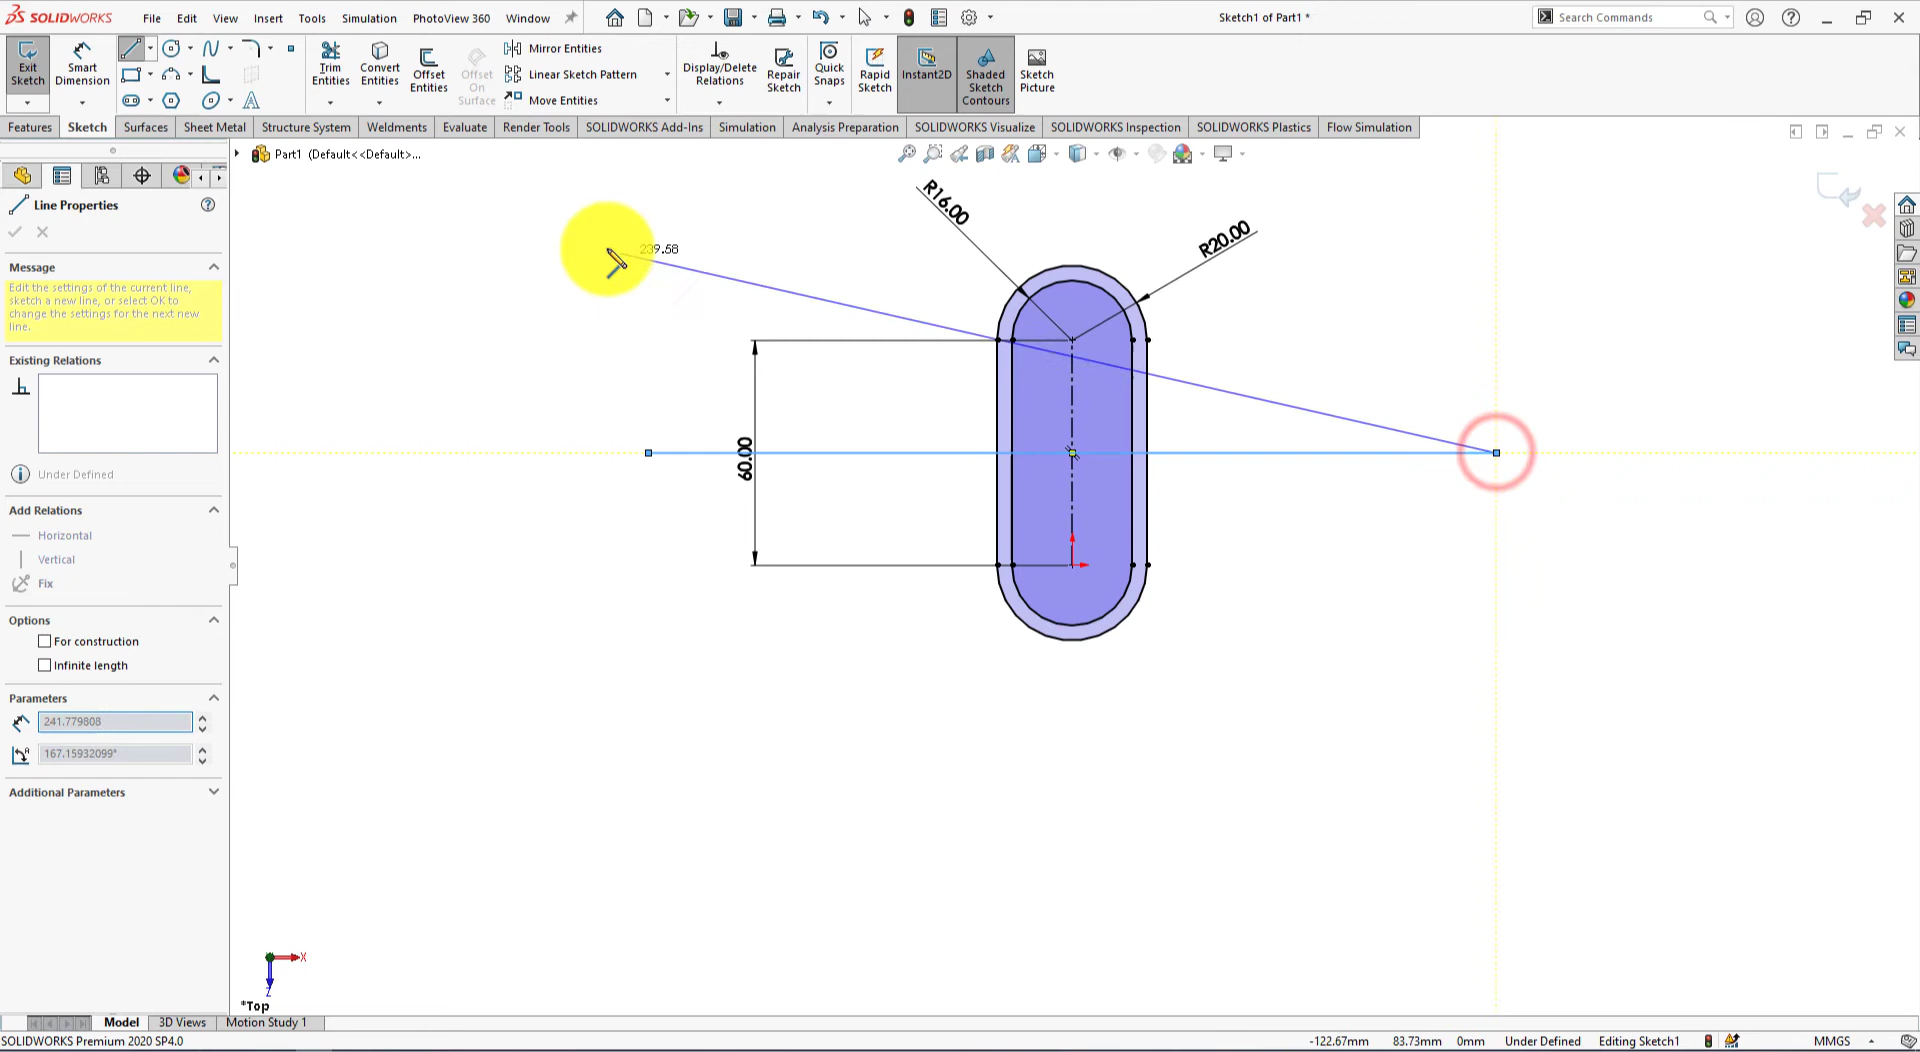 SOLIDWORKS File Edit View Insert Tools Simulation PhotoView 360 Window Sketch1 of Part1 * Search Commands
Exit Sketch Smart Dimension Trim Entities Convert Entities Offset Entities Offset On Surface Mirror Entities Linear Sketch Pattern Move Entities Display/Delete Relations Repair Sketch Quick Snaps Rapid Sketch Instant2D Shaded Sketch Contours Sketch Picture
Features Sketch Surfaces Sheet Metal Structure System Weldments Evaluate Render Tools SOLIDWORKS Add-Ins Simulation Analysis Preparation SOLIDWORKS Visualize SOLIDWORKS Inspection SOLIDWORKS Plastics Flow Simulation
Part1 (Default<<Default>...
Line Properties
Message
Edit the settings of the current line,
sketch a new line, or select OK to
change the settings for the next new
line.
Existing Relations
Under Defined
Add Relations
Horizontal
Vertical
Fix
Options
For construction
Infinite length
Parameters
241.779808
167.15932099°
Additional Parameters
239.58
R16.00
R20.00
60.00
X
Z
*Top
Model 3D Views Motion Study 1
SOLIDWORKS Premium 2020 SP4.0 -122.67mm 83.73mm 0mm Under Defined Editing Sketch1 MMGS